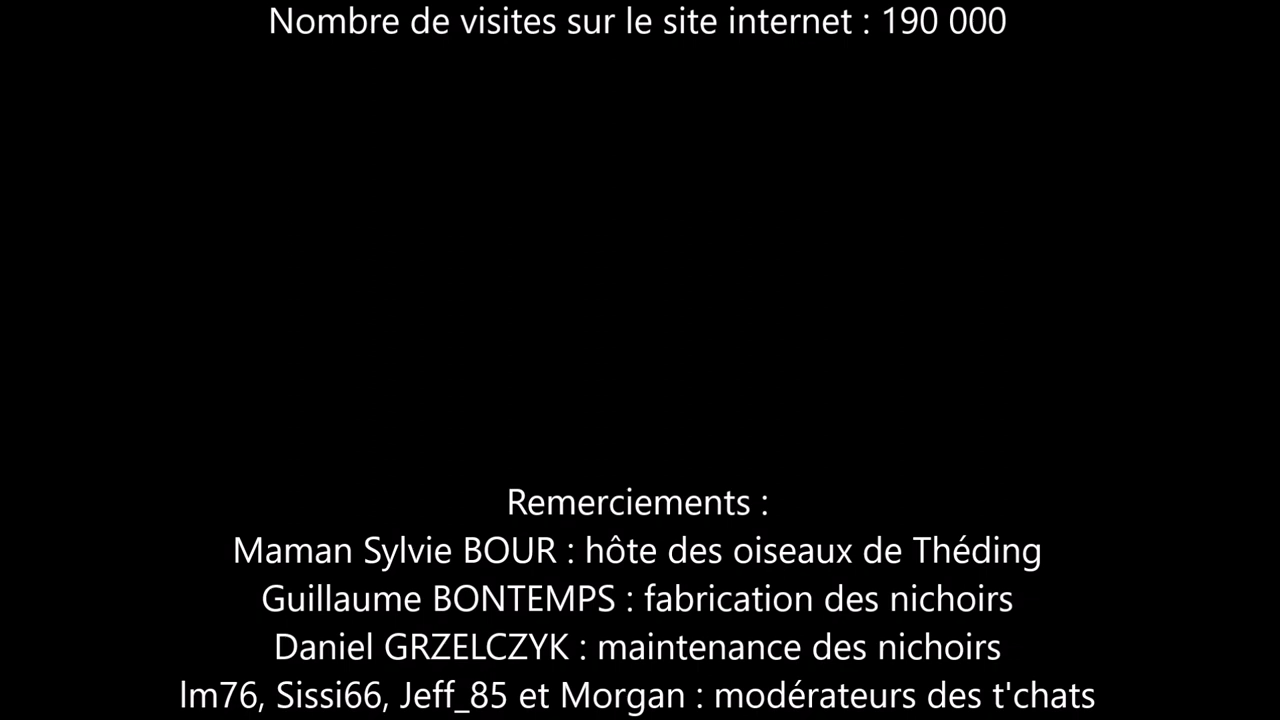 Nombre de visites sur le site internet : 190 000
Remerciements :
Maman Sylvie BOUR : hôte des oiseaux de Théding
Guillaume BONTEMPS : fabrication des nichoirs
Daniel GRZELCZYK : maintenance des nichoirs
lm76, Sissi66, Jeff_85 et Morgan : modérateurs des t'chats